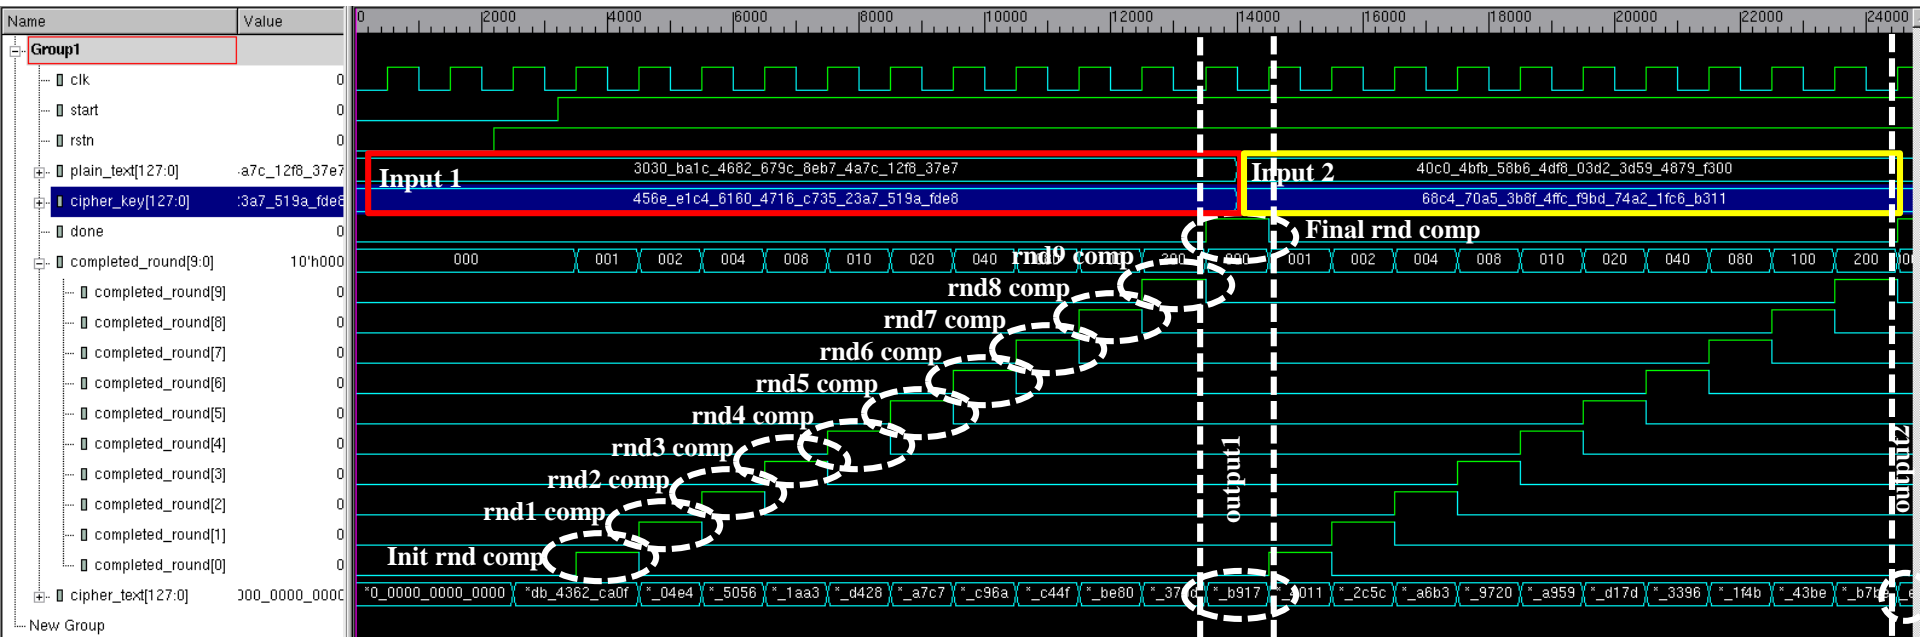 Name Value 0 2000 4000 6000 8000 10000 12000 14000 16000 18000 20000 22000 24000
Group1
clk 0
start 0
rstn 0
plain_text[127:0] a7c_12f8_37e7 Input 1 3030_ba1c_4682_679c_8eb7_4a7c_12f8_37e7 Input 2 40c0_4bfb_58b6_4df8_03d2_3d59_4879_f300
cipher_key[127:0] :3a7_519a_fde8 456e_e1c4_6160_4716_c735_23a7_519a_fde8 68c4_70a5_3b8f_4ffc_f9bd_74a2_1fc6_b311
done 0 Final rnd comp
completed_round[9:0] 10'h000 000 001 002 004 008 010 020 040 200 000 001 002 004 008 010 020 040 080 100 200
rnd9 comp
completed_round[9] 0 rnd8 comp
completed_round[8] 0 rnd7 comp
completed_round[7] 0 rnd6 comp
completed_round[6] 0 rnd5 comp
completed_round[5] 0 rnd4 comp
completed_round[4] 0 rnd3 comp
completed_round[3] 0 rnd2 comp
completed_round[2] 0 rnd1 comp
completed_round[1] 0
completed_round[0] 0 Init rnd comp
output1
output2
cipher_text[127:0] 000_0000_0000 *0_0000_0000_0000 *db_4362_ca0f *_04e4 *_5056 *_1aa3 *_d428 *_a7c7 *_c96a *_c44f *_be80 *_b917 *_2c5c *_a6b3 *_9720 *_a959 *_d17d *_3396 *_1f4b *_43be
New Group